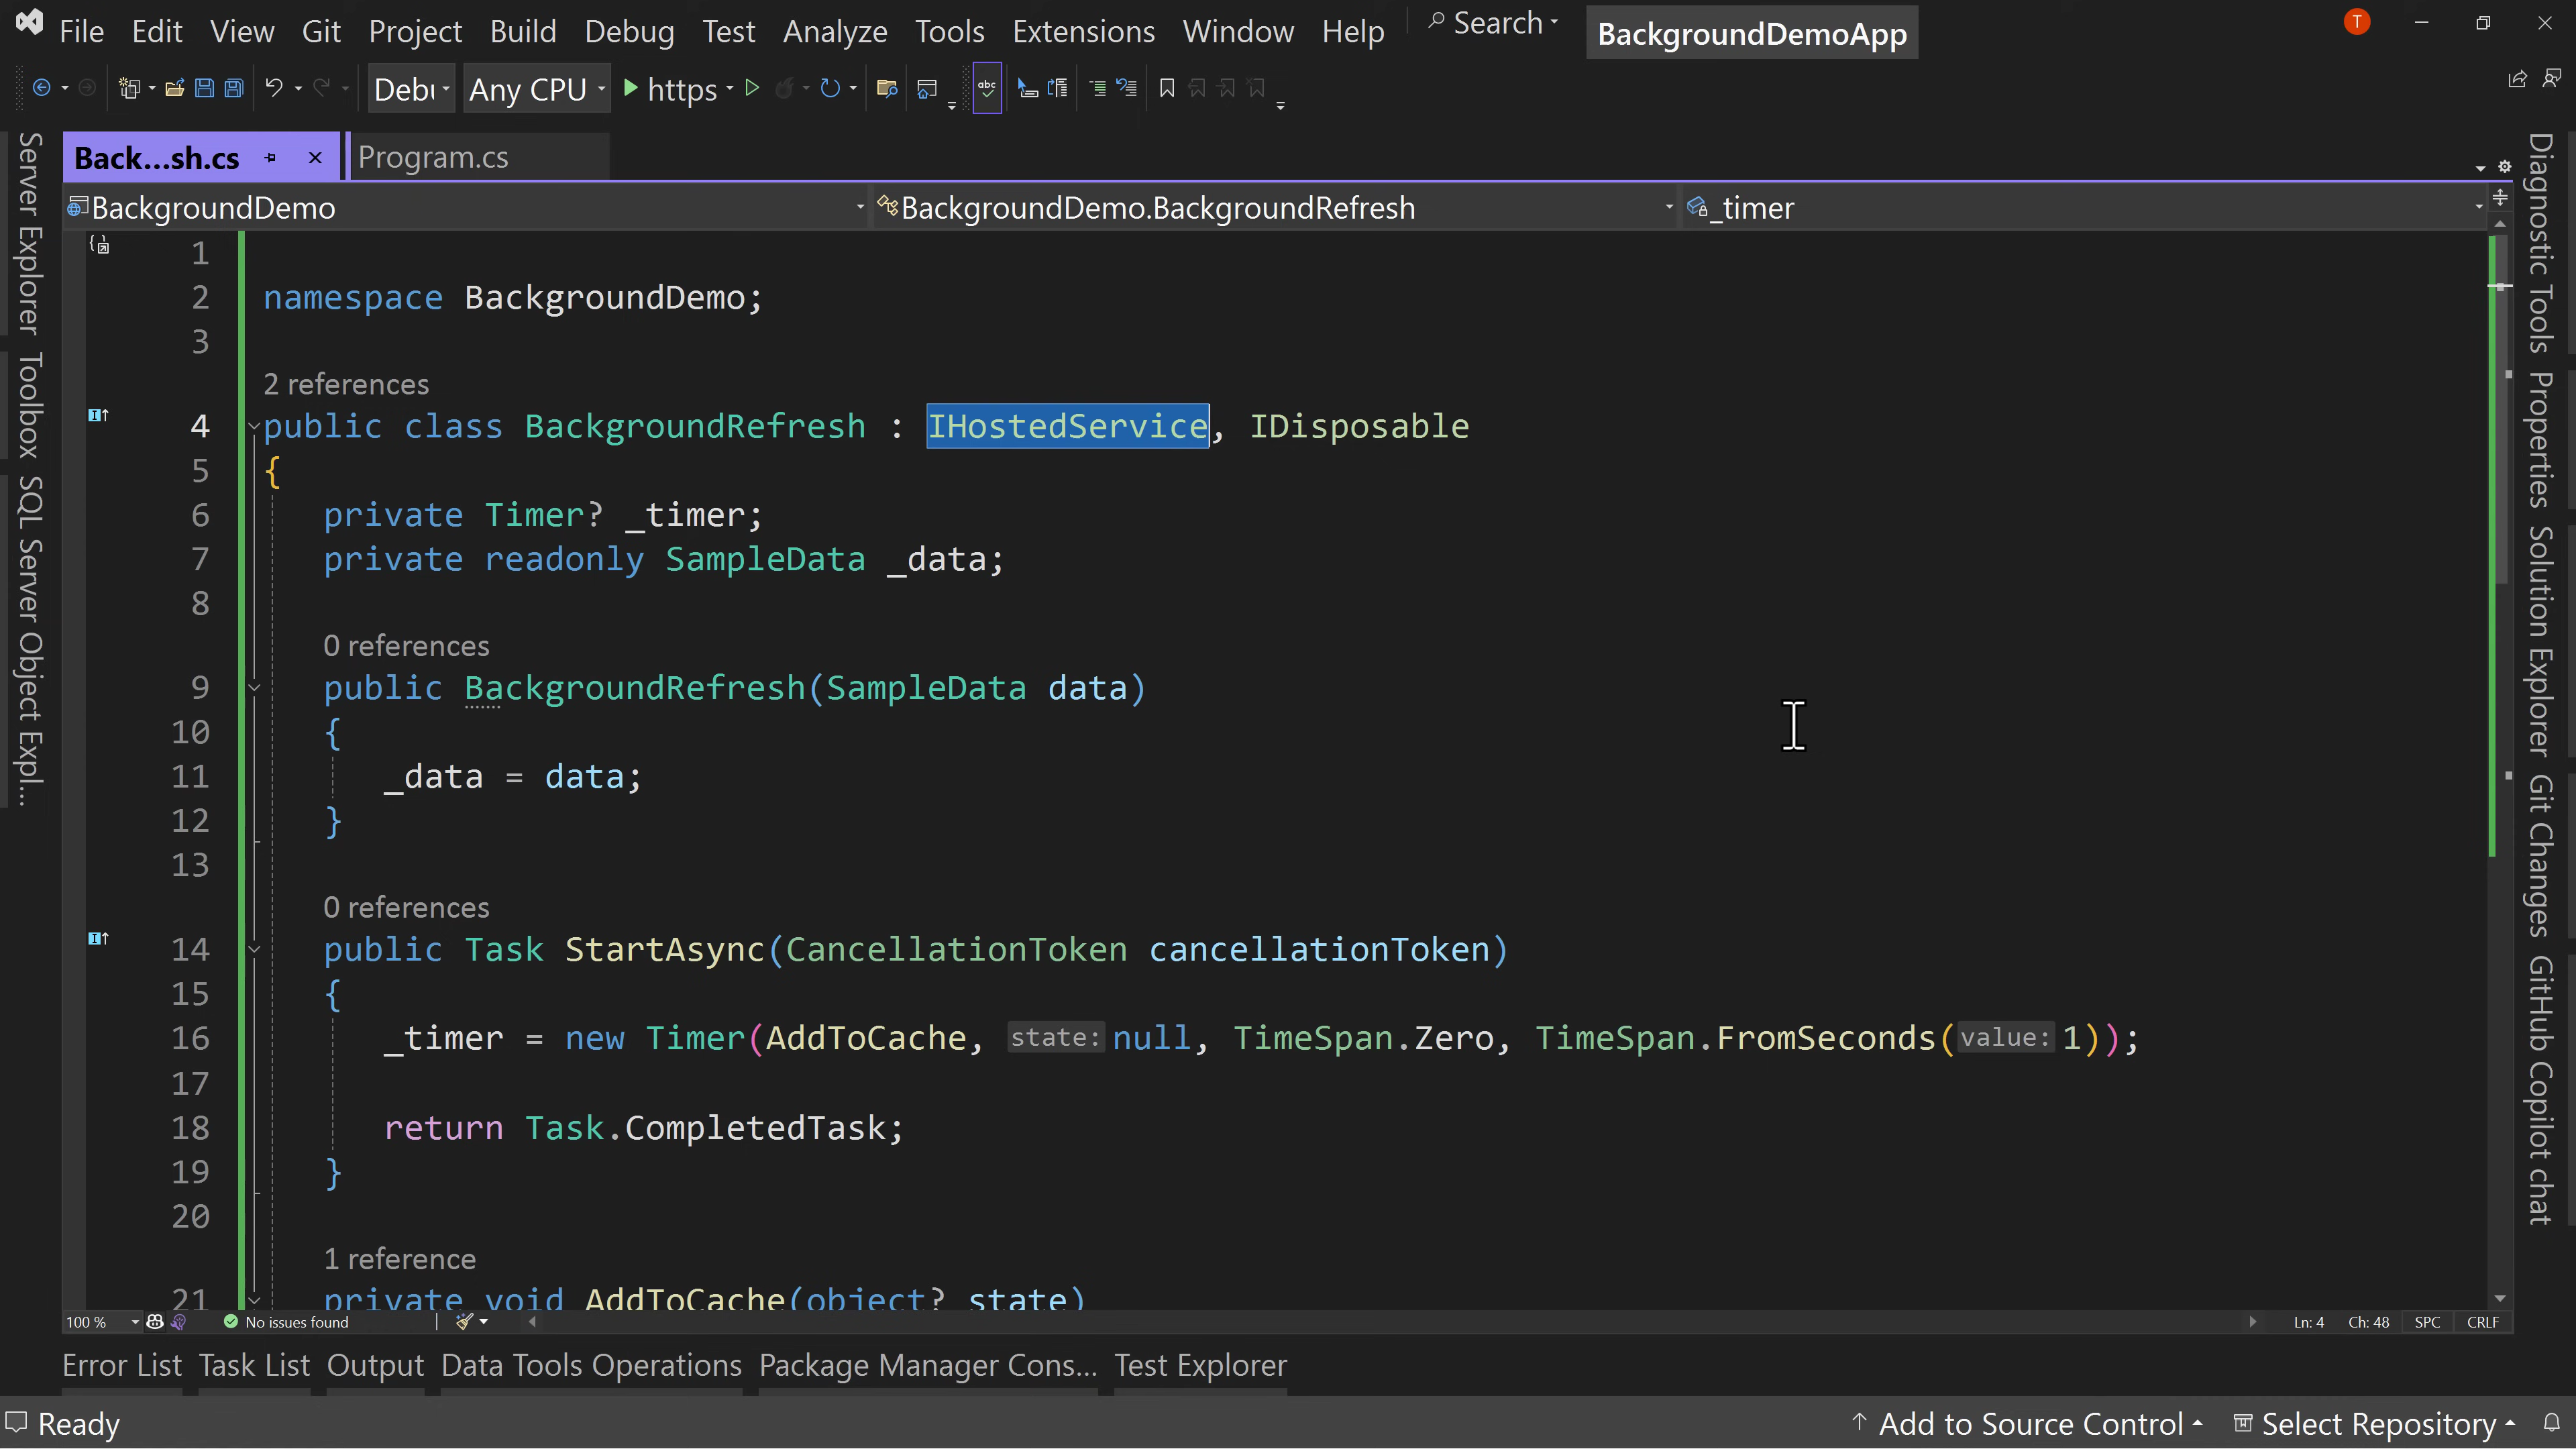 File Edit View Git Project Build Debug Test Analyze Tools Extensions Window Help Search BackgroundDemoApp T
Debu Any CPU https
abc
Back...sh.cs Program.cs
BackgroundDemo BackgroundDemo.BackgroundRefresh _timer
1
2 namespace BackgroundDemo;
3
2 references
4 public class BackgroundRefresh : IHostedService, IDisposable
5 {
6 private Timer? _timer;
7 private readonly SampleData _data;
8
0 references
9 public BackgroundRefresh(SampleData data)
10 {
11 _data = data;
12 }
13
0 references
14 public Task StartAsync(CancellationToken cancellationToken)
15 {
16 _timer = new Timer(AddToCache, state: null, TimeSpan.Zero, TimeSpan.FromSeconds(value: 1));
17
18 return Task.CompletedTask;
19 }
20
1 reference
21 private void AddToCache(object? state)
100 % No issues found Ln: 4 Ch: 48 SPC CRLF
Error List Task List Output Data Tools Operations Package Manager Cons... Test Explorer
Ready Add to Source Control Select Repository
Server Explorer
Toolbox
SQL Server Object Expl...
Diagnostic Tools
Properties
Solution Explorer
Git Changes
GitHub Copilot chat